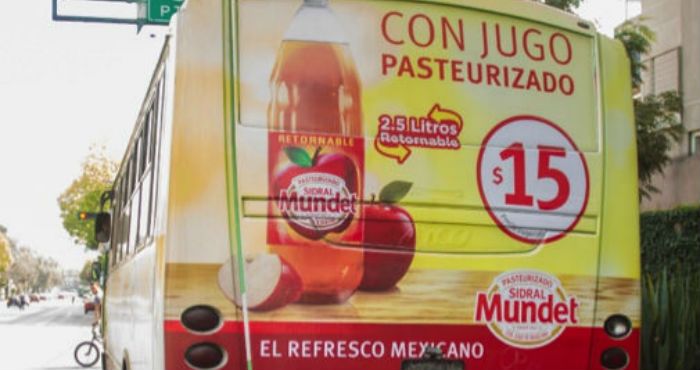 CON JUGO
PASTEURIZADO
2.5 Litros
Retornable
$15
RETORNABLE
PASTEURIZADO
SIDRAL
Mundet
PASTEURIZADO
SIDRAL
Mundet
EL REFRESCO MEXICANO